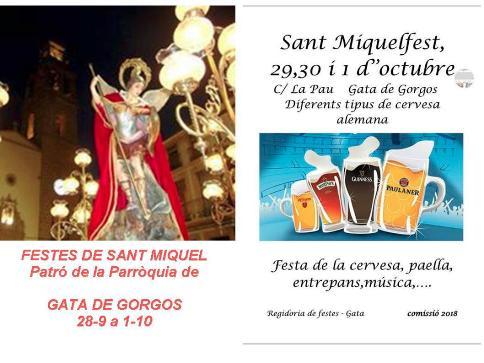 FESTES DE SANT MIQUEL
Patró de la Parròquia de
GATA DE GORGOS
28-9 a 1-10
Sant Miquelfest,
29,30 i 1 d'octubre
C/ La Pau Gata de Gorgos
Diferents tipus de cervesa
alemana
GUINNESS
PAULANER
Festa de la cervesa, paella,
entrepans,música,....
Regidoria de festes - Gata comissió 2018